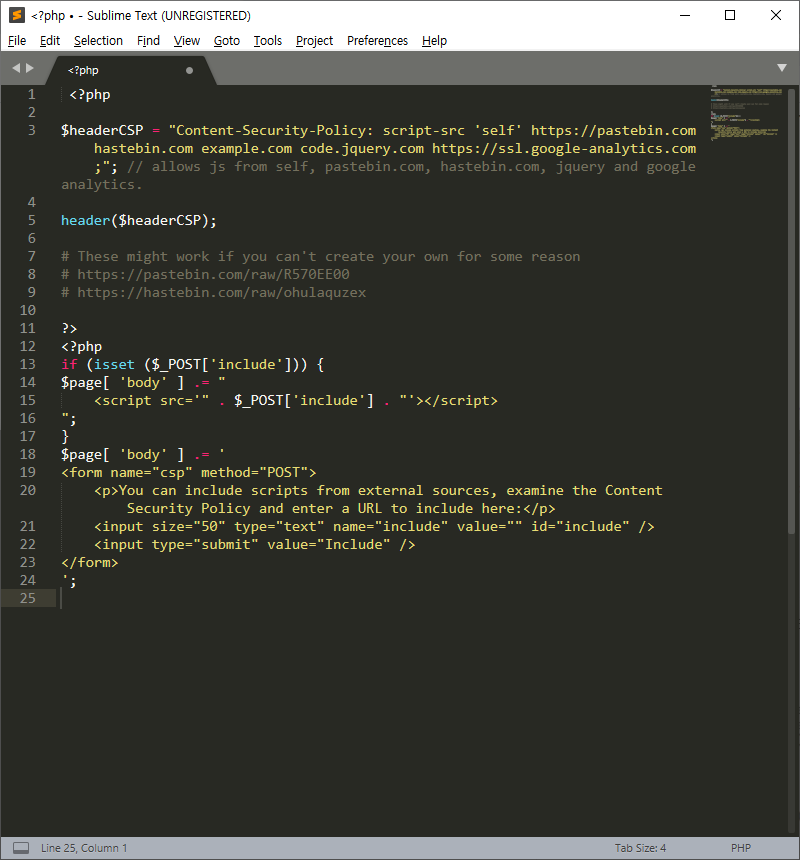 <?php • - Sublime Text (UNREGISTERED)
File Edit Selection Find View Goto Tools Project Preferences Help
<?php
1 <?php
2
3 $headerCSP = "Content-Security-Policy: script-src 'self' https://pastebin.com
hastebin.com example.com code.jquery.com https://ssl.google-analytics.com
;"; // allows js from self, pastebin.com, hastebin.com, jquery and google
analytics.
4
5 header($headerCSP);
6
7 # These might work if you can't create your own for some reason
8 # https://pastebin.com/raw/R570EE00
9 # https://hastebin.com/raw/ohulaquzex
10
11 ?>
12 <?php
13 if (isset ($_POST['include'])) {
14 $page[ 'body' ] .= "
15 <script src='" . $_POST['include'] . "'></script>
16 ";
17 }
18 $page[ 'body' ] .= '
19 <form name="csp" method="POST">
20 <p>You can include scripts from external sources, examine the Content
Security Policy and enter a URL to include here:</p>
21 <input size="50" type="text" name="include" value="" id="include" />
22 <input type="submit" value="Include" />
23 </form>
24 ';
25
Line 25, Column 1 Tab Size: 4 PHP